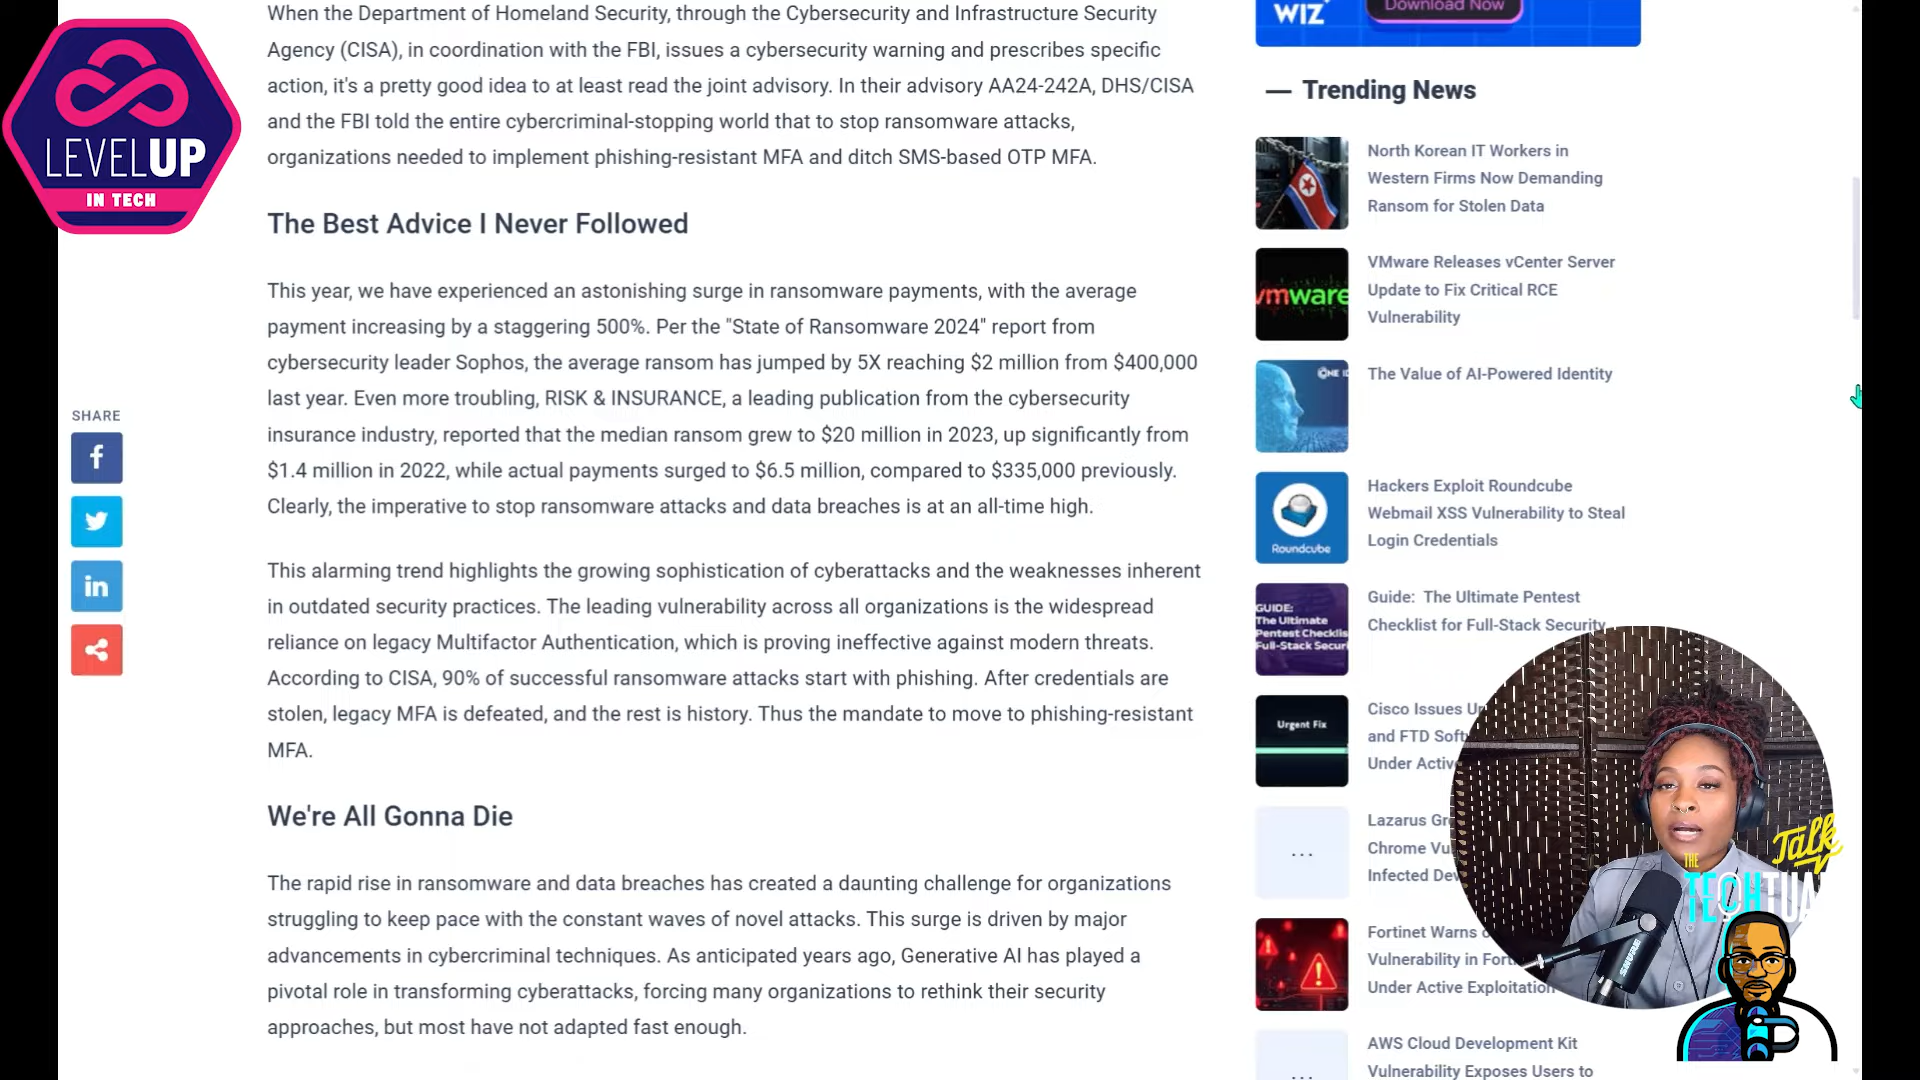 LEVELUP
IN TECH
When the Department of Homeland Security, through the Cybersecurity and Infrastructure Security
Agency (CISA), in coordination with the FBI, issues a cybersecurity warning and prescribes specific
action, it's a pretty good idea to at least read the joint advisory. In their advisory AA24-242A, DHS/CISA
and the FBI told the entire cybercriminal-stopping world that to stop ransomware attacks,
organizations needed to implement phishing-resistant MFA and ditch SMS-based OTP MFA.
The Best Advice I Never Followed
This year, we have experienced an astonishing surge in ransomware payments, with the average
payment increasing by a staggering 500%. Per the "State of Ransomware 2024" report from
cybersecurity leader Sophos, the average ransom has jumped by 5X reaching $2 million from $400,000
last year. Even more troubling, RISK & INSURANCE, a leading publication from the cybersecurity
insurance industry, reported that the median ransom grew to $20 million in 2023, up significantly from
$1.4 million in 2022, while actual payments surged to $6.5 million, compared to $335,000 previously.
Clearly, the imperative to stop ransomware attacks and data breaches is at an all-time high.
This alarming trend highlights the growing sophistication of cyberattacks and the weaknesses inherent
in outdated security practices. The leading vulnerability across all organizations is the widespread
reliance on legacy Multifactor Authentication, which is proving ineffective against modern threats.
According to CISA, 90% of successful ransomware attacks start with phishing. After credentials are
stolen, legacy MFA is defeated, and the rest is history. Thus the mandate to move to phishing-resistant
MFA.
We're All Gonna Die
The rapid rise in ransomware and data breaches has created a daunting challenge for organizations
struggling to keep pace with the constant waves of novel attacks. This surge is driven by major
advancements in cybercriminal techniques. As anticipated years ago, Generative AI has played a
pivotal role in transforming cyberattacks, forcing many organizations to rethink their security
approaches, but most have not adapted fast enough.
SHARE
f
in
WIZ
Download Now
— Trending News
North Korean IT Workers in
Western Firms Now Demanding
Ransom for Stolen Data
vmware
VMware Releases vCenter Server
Update to Fix Critical RCE
Vulnerability
ONE
The Value of AI-Powered Identity
Roundcube
Hackers Exploit Roundcube
Webmail XSS Vulnerability to Steal
Login Credentials
GUIDE:
The Ultimate
Pentest Checklis
Full-Stack Securi
Guide: The Ultimate Pentest
Checklist for Full-Stack Security
Urgent Fix
Cisco Issues
and FTD
Under
...
Lazarus
Chrome
Infected
Fortinet Warns
Vulnerability in
Under Active Exploitation
...
AWS Cloud Development Kit
Vulnerability Exposes Users to
SHURE
THE
TECHTUA
Talk